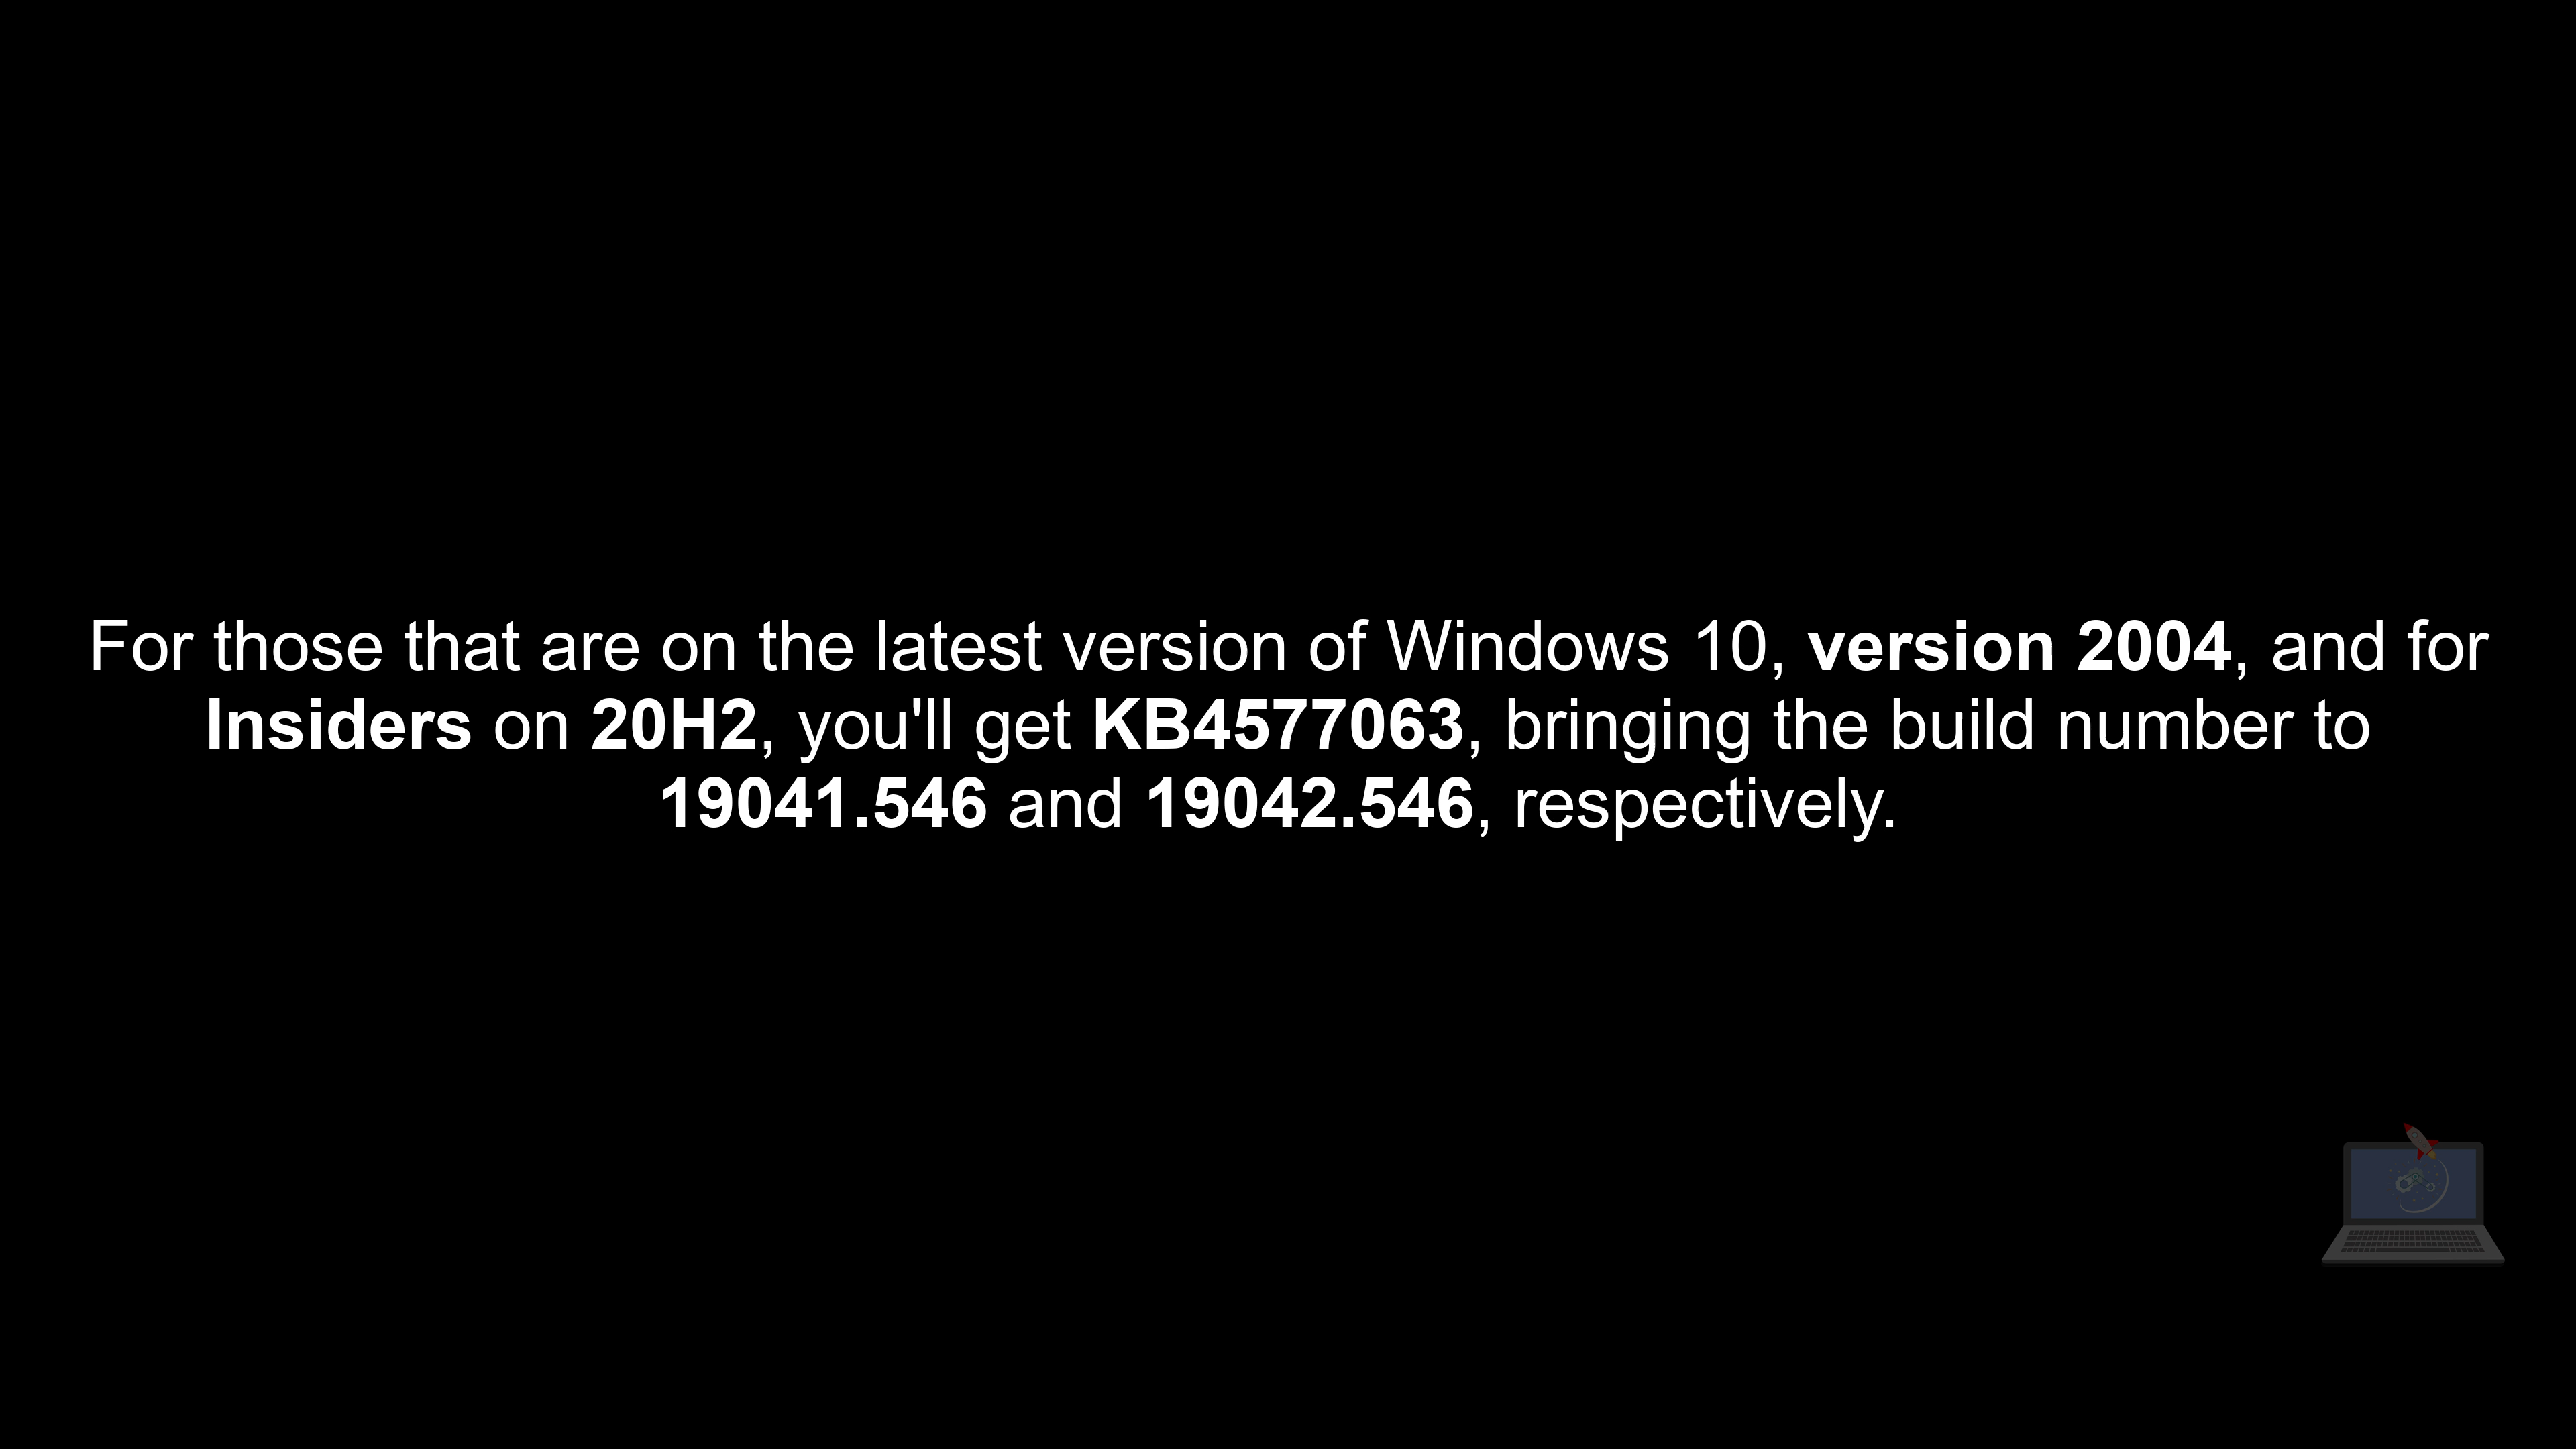 For those that are on the latest version of Windows 10, version 2004, and for
Insiders on 20H2, you'll get KB4577063, bringing the build number to
19041.546 and 19042.546, respectively.